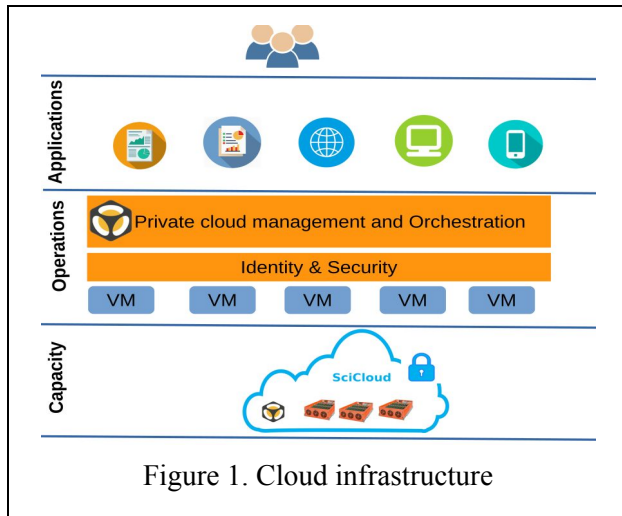 Applications
Private cloud management and Orchestration
Operations
Identity & Security
VM VM VM VM VM
Capacity
SciCloud
Figure 1. Cloud infrastructure